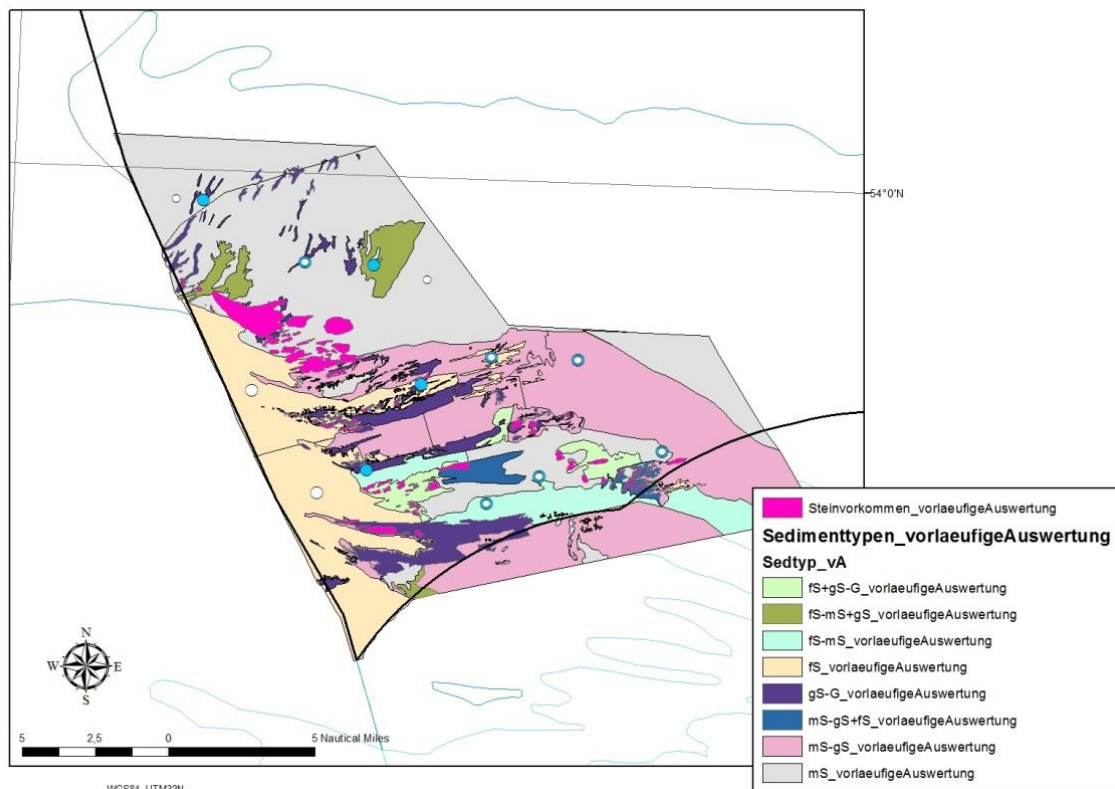 54°0'N
Steinvorkommen_vorlaeufigeAuswertung
Sedimenttypen_vorlaeufigeAuswertung
Sedtyp_vA
fS+gS-G_vorlaeufigeAuswertung
fS-mS+gS_vorlaeufigeAuswertung
fS-mS_vorlaeufigeAuswertung
fS_vorlaeufigeAuswertung
gS-G_vorlaeufigeAuswertung
mS-gS+fS_vorlaeufigeAuswertung
mS-gS_vorlaeufigeAuswertung
mS_vorlaeufigeAuswertung
N
W E
S
5 2,5 0 5 Nautical Miles
WGS84_UTM32N